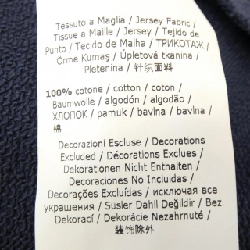 Tessuto a Maglia / Jersey Fabric /
Tissue a Maille / Jersey / Tejido de
Punto / Tecido de Malha / ТРИКОТАЖ /
Örme Kumaş / Úpletová tkanina /
Pletenina / 针织面料
100% cotone / cotton / coton /
Baumwolle / algodón / algodão /
ХЛОПОК / pamuk / bavlna / bavlna /
棉
Decorazioni Escluse / Decorations
Excluded / Décorations Exclues /
Dekorationen Nicht Enthalten /
Decoraciones No Incluidas /
Decorações Excluídas / исключая все
украшения / Süsler Dahil Değildir / Bez
Dekorací / Dekorácie Nezahrnuté /
装饰除外